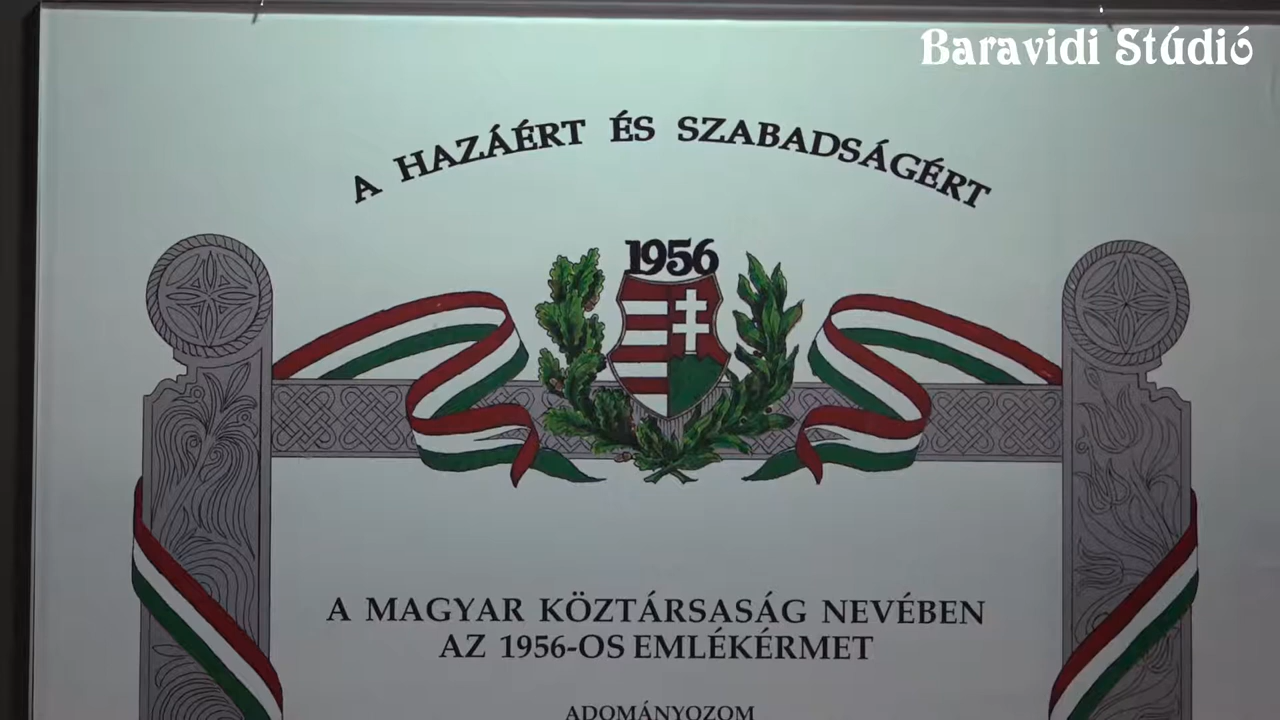 Baravidi Stúdió
A HAZÁÉRT ÉS SZABADSÁGÉRT
1956
A MAGYAR KÖZTÁRSASÁG NEVÉBEN
AZ 1956-OS EMLÉKÉRMET
ADOMÁNYOZOM